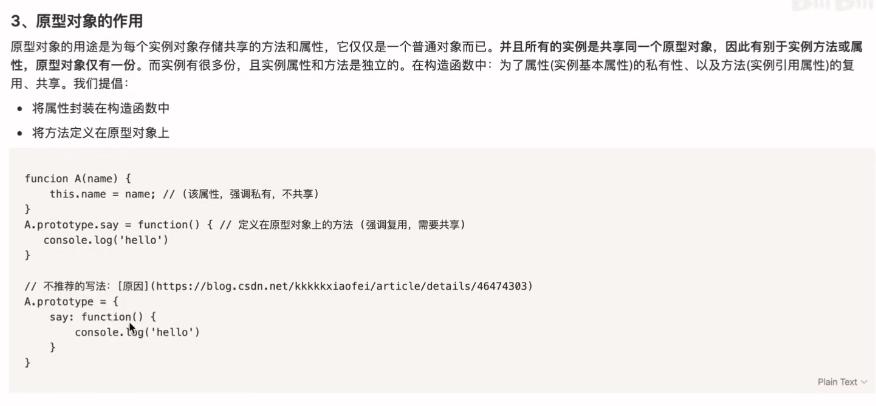 3、原型对象的作用
原型对象的用途是为每个实例对象存储共享的方法和属性，它仅仅是一个普通对象而已。并且所有的实例是共享同一个原型对象，因此有别于实例方法或属
性，原型对象仅有一份。而实例有很多份，且实例属性和方法是独立的。在构造函数中：为了属性(实例基本属性)的私有性、以及方法(实例引用属性)的复
用、共享。我们提倡：
• 将属性封装在构造函数中
• 将方法定义在原型对象上
funcion A(name) {
    this.name = name; // (该属性，强调私有，不共享)
}
A.prototype.say = function() { // 定义在原型对象上的方法 (强调复用，需要共享)
   console.log('hello')
}
// 不推荐的写法：[原因](https://blog.csdn.net/kkkkkxiaofei/article/details/46474303)
A.prototype = {
    say: function() {
        console.log('hello')
    }
}
Plain Text